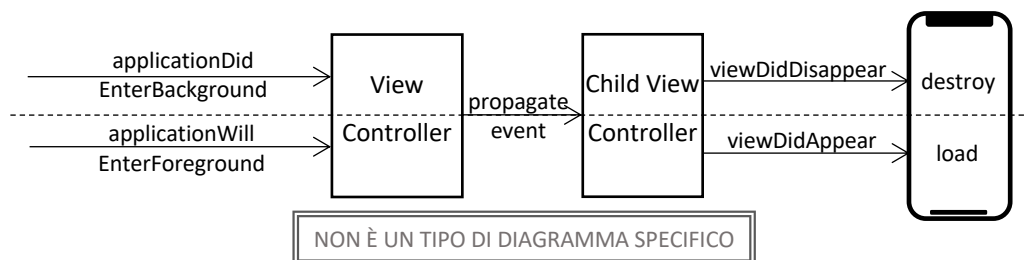 applicationDid
EnterBackground
applicationWill
EnterForeground
View
Controller
propagate
event
Child View
Controller
viewDidDisappear
viewDidAppear
destroy
load
NON È UN TIPO DI DIAGRAMMA SPECIFICO